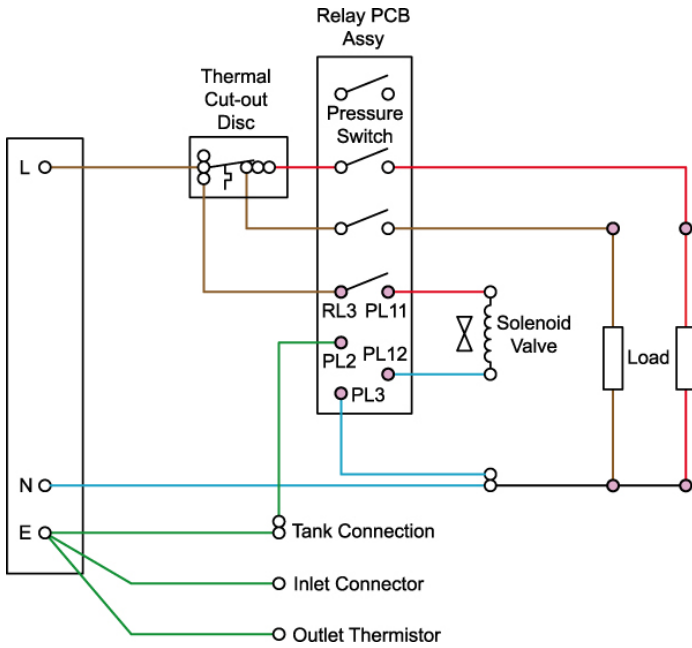 Relay PCB
Assy
Thermal
Cut-out
Disc
Pressure
Switch
L
RL3 PL11
Solenoid
Valve
PL2 PL12
Load
PL3
N
E
Tank Connection
Inlet Connector
Outlet Thermistor